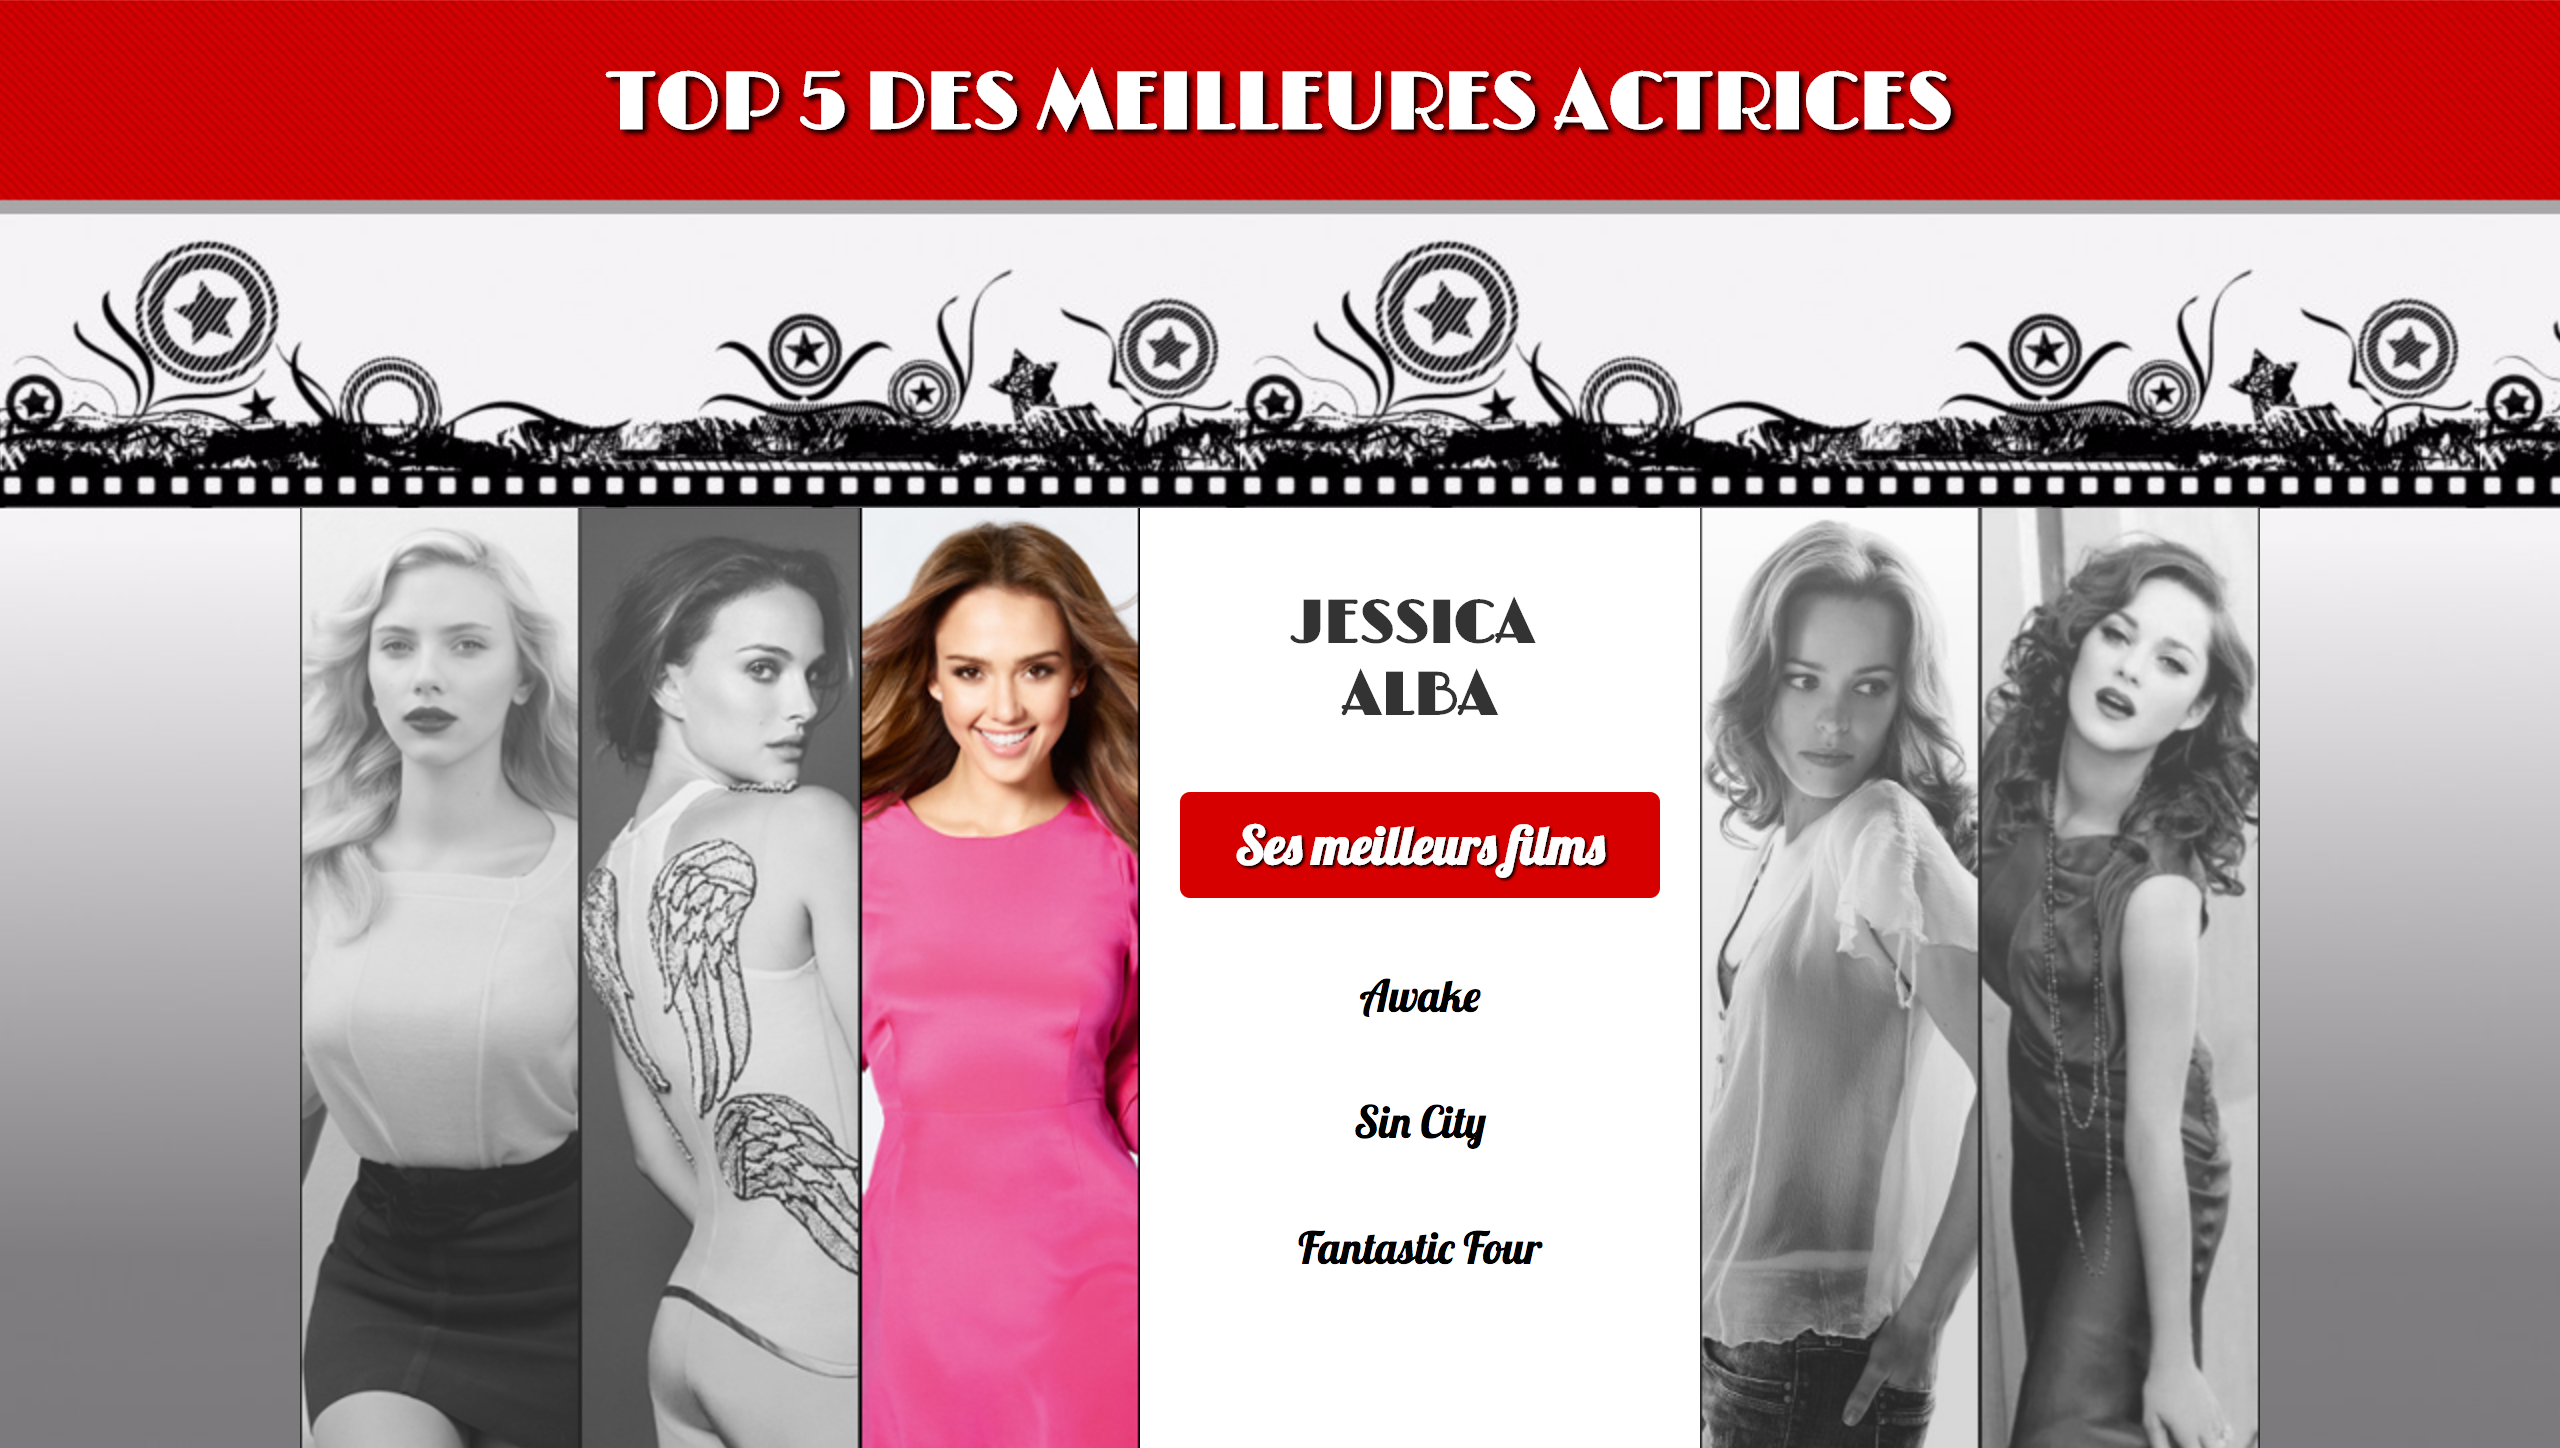 TOP 5 DES MEILLEURES ACTRICES
JESSICA
ALBA
Ses meilleurs films
Awake
Sin City
Fantastic Four